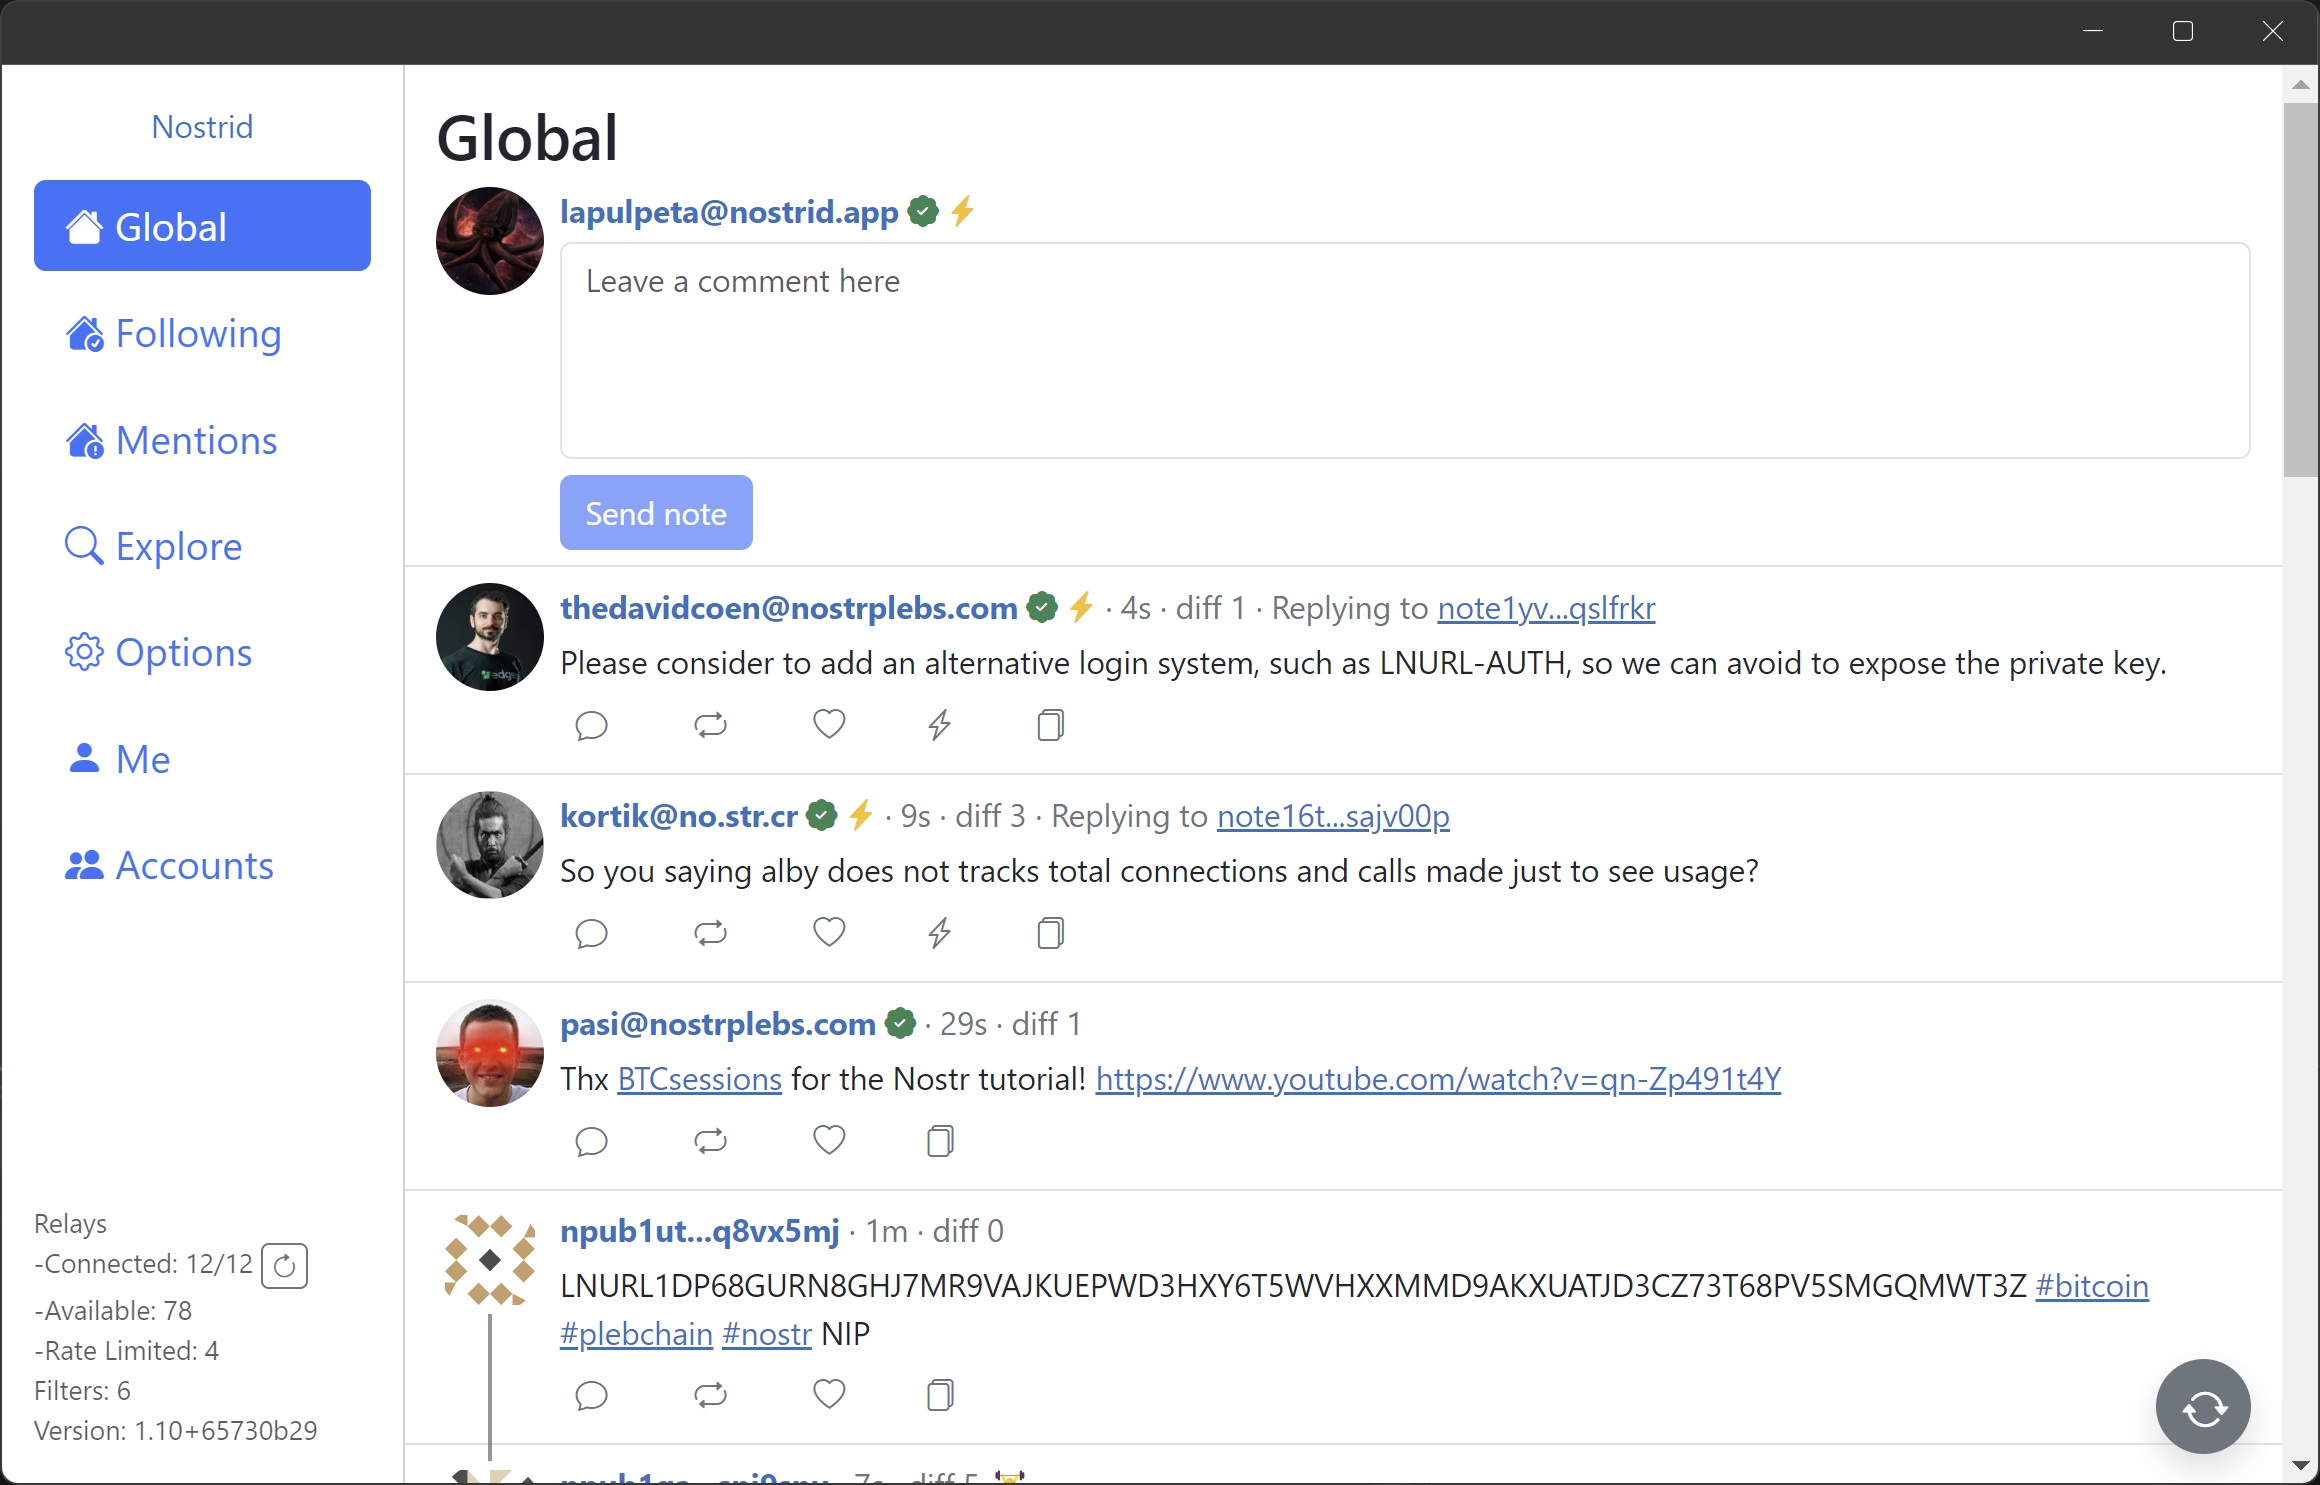 Nostrid
Global
Following
Mentions
Explore
Options
Me
Accounts
Relays
-Connected: 12/12
-Available: 78
-Rate Limited: 4
Filters: 6
Version: 1.10+65730b29
Global
lapulpeta@nostrid.app
Leave a comment here
Send note
thedavidcoen@nostrplebs.com · 4s · diff 1 · Replying to note1yv...qslfrkr
Please consider to add an alternative login system, such as LNURL-AUTH, so we can avoid to expose the private key.
kortik@no.str.cr · 9s · diff 3 · Replying to note16t...sajv00p
So you saying alby does not tracks total connections and calls made just to see usage?
pasi@nostrplebs.com · 29s · diff 1
Thx BTCsessions for the Nostr tutorial! https://www.youtube.com/watch?v=qn-Zp491t4Y
npub1ut...q8vx5mj · 1m · diff 0
LNURL1DP68GURN8GHJ7MR9VAJKUEPWD3HXY6T5WVHXXMMD9AKXUATJD3CZ73T68PV5SMGQMWT3Z #bitcoin
#plebchain #nostr NIP